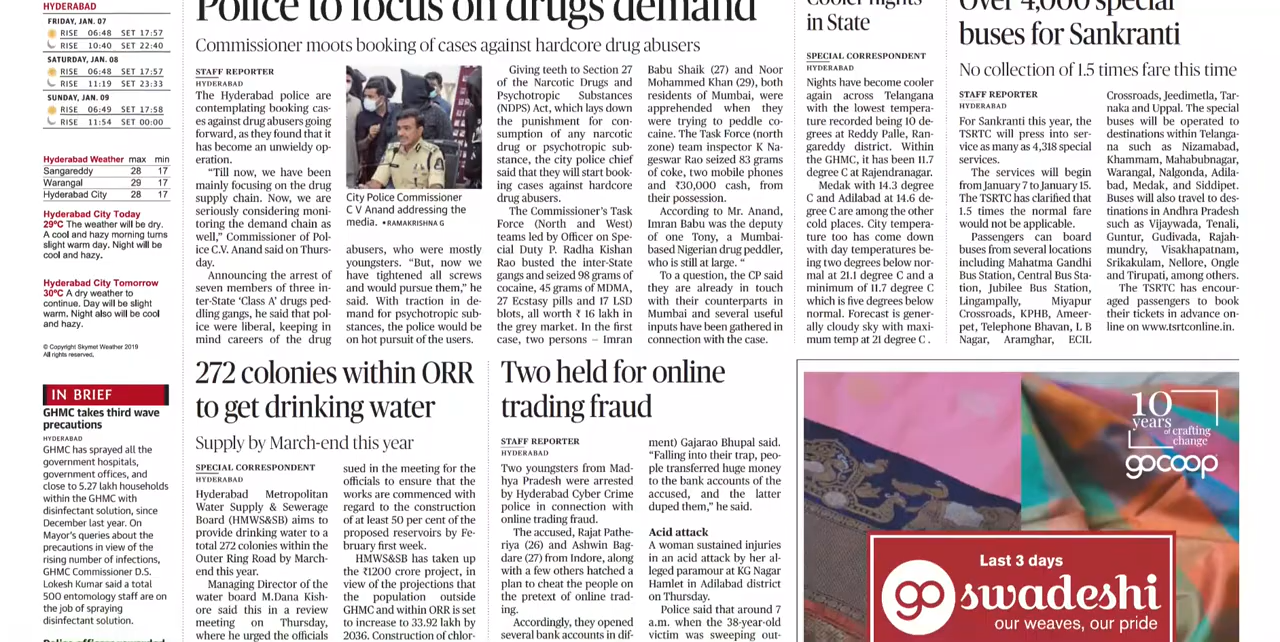 HYDERABAD
FRIDAY, JAN. 07
RISE 06:48 SET 17:57
RISE 10:40 SET 22:40
SATURDAY, JAN. 08
RISE 06:48 SET 17:57
RISE 11:19 SET 23:33
SUNDAY, JAN. 09
RISE 06:49 SET 17:58
RISE 11:54 SET 00:00
Hyderabad Weather max min
Sangareddy 28 17
Warangal 29 17
Hyderabad City 28 17
Hyderabad City Today
29ºC The weather will be dry.
A cool and hazy morning turns
slight warm day. Night will be
cool and hazy.
Hyderabad City Tomorrow
30ºC A dry weather to
continue. Day will be slight
warm. Night also will be cool
and hazy.
© Copyright Skymet Weather 2019
All rights reserved.
IN BRIEF
GHMC takes third wave
precautions
HYDERABAD
GHMC has sprayed all the
government hospitals,
government offices, and
close to 5.27 lakh households
within the GHMC with
disinfectant solution, since
December last year. On
Mayor's queries about the
precautions in view of the
rising number of infections,
GHMC Commissioner D.S.
Lokesh Kumar said a total
500 entomology staff are on
the job of spraying
disinfectant solution.
Police to focus on drugs demand
Commissioner moots booking of cases against hardcore drug abusers
STAFF REPORTER
HYDERABAD
The Hyderabad police are
contemplating booking cas-
es against drug abusers going
forward, as they found that it
has become an unwieldy op-
eration.
“Till now, we have been
mainly focusing on the drug
supply chain. Now, we are
seriously considering moni-
toring the demand chain as
well,” Commissioner of Pol-
ice C.V. Anand said on Thurs-
day.
Announcing the arrest of
seven members of three in-
ter-State ‘Class A’ drugs ped-
dling gangs, he said that pol-
ice were liberal, keeping in
mind careers of the drug
City Police Commissioner
C V Anand addressing the
media. •RAMAKRISHNA G
abusers, who were mostly
youngsters. “But, now we
have tightened all screws
and would pursue them,” he
said. With traction in de-
mand for psychotropic sub-
stances, the police would be
on hot pursuit of the users.
Giving teeth to Section 27
of the Narcotic Drugs and
Psychotropic Substances
(NDPS) Act, which lays down
the punishment for con-
sumption of any narcotic
drug or psychotropic sub-
stance, the city police chief
said that they will start book-
ing cases against hardcore
drug abusers.
The Commissioner's Task
Force (North and West)
teams led by Officer on Spe-
cial Duty P. Radha Kishan
Rao busted the inter-State
gangs and seized 98 grams of
cocaine, 45 grams of MDMA,
27 Ecstasy pills and 17 LSD
blots, all worth ₹ 16 lakh in
the grey market. In the first
case, two persons – Imran
Babu Shaik (27) and Noor
Mohammed Khan (29), both
residents of Mumbai, were
apprehended when they
were trying to peddle co-
caine. The Task Force (north
zone) team inspector K Na-
geswar Rao seized 83 grams
of coke, two mobile phones
and ₹30,000 cash, from
their possession.
According to Mr. Anand,
Imran Babu was the deputy
of one Tony, a Mumbai-
based Nigerian drug peddler,
who is still at large. “
To a question, the CP said
they are already in touch
with their counterparts in
Mumbai and several useful
inputs have been gathered in
connection with the case.
Cooler nights
in State
SPECIAL CORRESPONDENT
HYDERABAD
Nights have become cooler
again across Telangana
with the lowest tempera-
ture recorded being 10 de-
grees at Reddy Palle, Ran-
gareddy district. Within
the GHMC, it has been 11.7
degree C at Rajendranagar.
Medak with 14.3 degree
C and Adilabad at 14.6 de-
gree C are among the other
cold places. City tempera-
ture too has come down
with day temperatures be-
ing two degrees below nor-
mal at 21.1 degree C and a
minimum of 11.7 degree C
which is five degrees below
normal. Forecast is gener-
ally cloudy sky with maxi-
mum temp at 21 degree C .
Over 4,000 special
buses for Sankranti
No collection of 1.5 times fare this time
STAFF REPORTER
HYDERABAD
For Sankranti this year, the
TSRTC will press into ser-
vice as many as 4,318 special
services.
The services will begin
from January 7 to January 15.
The TSRTC has clarified that
1.5 times the normal fare
would not be applicable.
Passengers can board
buses from several locations
including Mahatma Gandhi
Bus Station, Central Bus Sta-
tion, Jubilee Bus Station,
Lingampally, Miyapur
Crossroads, KPHB, Ameer-
pet, Telephone Bhavan, L B
Nagar, Aramghar, ECIL
Crossroads, Jeedimetla, Tar-
naka and Uppal. The special
buses will be operated to
destinations within Telanga-
na such as Nizamabad,
Khammam, Mahabubnagar,
Warangal, Nalgonda, Adila-
bad, Medak, and Siddipet.
Buses will also travel to des-
tinations in Andhra Pradesh
such as Vijaywada, Tenali,
Guntur, Gudivada, Rajah-
mundry, Visakhapatnam,
Srikakulam, Nellore, Ongle
and Tirupati, among others.
The TSRTC has encour-
aged passengers to book
their tickets in advance on-
line on www.tsrtconline.in.
272 colonies within ORR
to get drinking water
Supply by March-end this year
SPECIAL CORRESPONDENT
HYDERABAD
Hyderabad Metropolitan
Water Supply & Sewerage
Board (HMWS&SB) aims to
provide drinking water to a
total 272 colonies within the
Outer Ring Road by March-
end this year.
Managing Director of the
water board M.Dana Kish-
ore said this in a review
meeting on Thursday,
where he urged the officials
sued in the meeting for the
officials to ensure that the
works are commenced with
regard to the construction
of at least 50 per cent of the
proposed reservoirs by Fe-
bruary first week.
HMWS&SB has taken up
the ₹1200 crore project, in
view of the projections that
the population outside
GHMC and within ORR is set
to increase to 33.92 lakh by
2036. Construction of chlor-
Two held for online
trading fraud
STAFF REPORTER
HYDERABAD
Two youngsters from Mad-
hya Pradesh were arrested
by Hyderabad Cyber Crime
police in connection with
online trading fraud.
The accused, Rajat Pathe-
riya (26) and Ashwin Bag-
dare (27) from Indore, along
with a few others hatched a
plan to cheat the people on
the pretext of online trad-
ing.
Accordingly, they opened
several bank accounts in dif-
ment) Gajarao Bhupal said.
“Falling into their trap, peo-
ple transferred huge money
to the bank accounts of the
accused, and the latter
duped them,” he said.
Acid attack
A woman sustained injuries
in an acid attack by her al-
leged paramour at KG Nagar
Hamlet in Adilabad district
on Thursday.
Police said that around 7
a.m. when the 38-year-old
victim was sweeping out-
10
years
of crafting
change
gocoop
Last 3 days
go swadeshi
our weaves, our pride